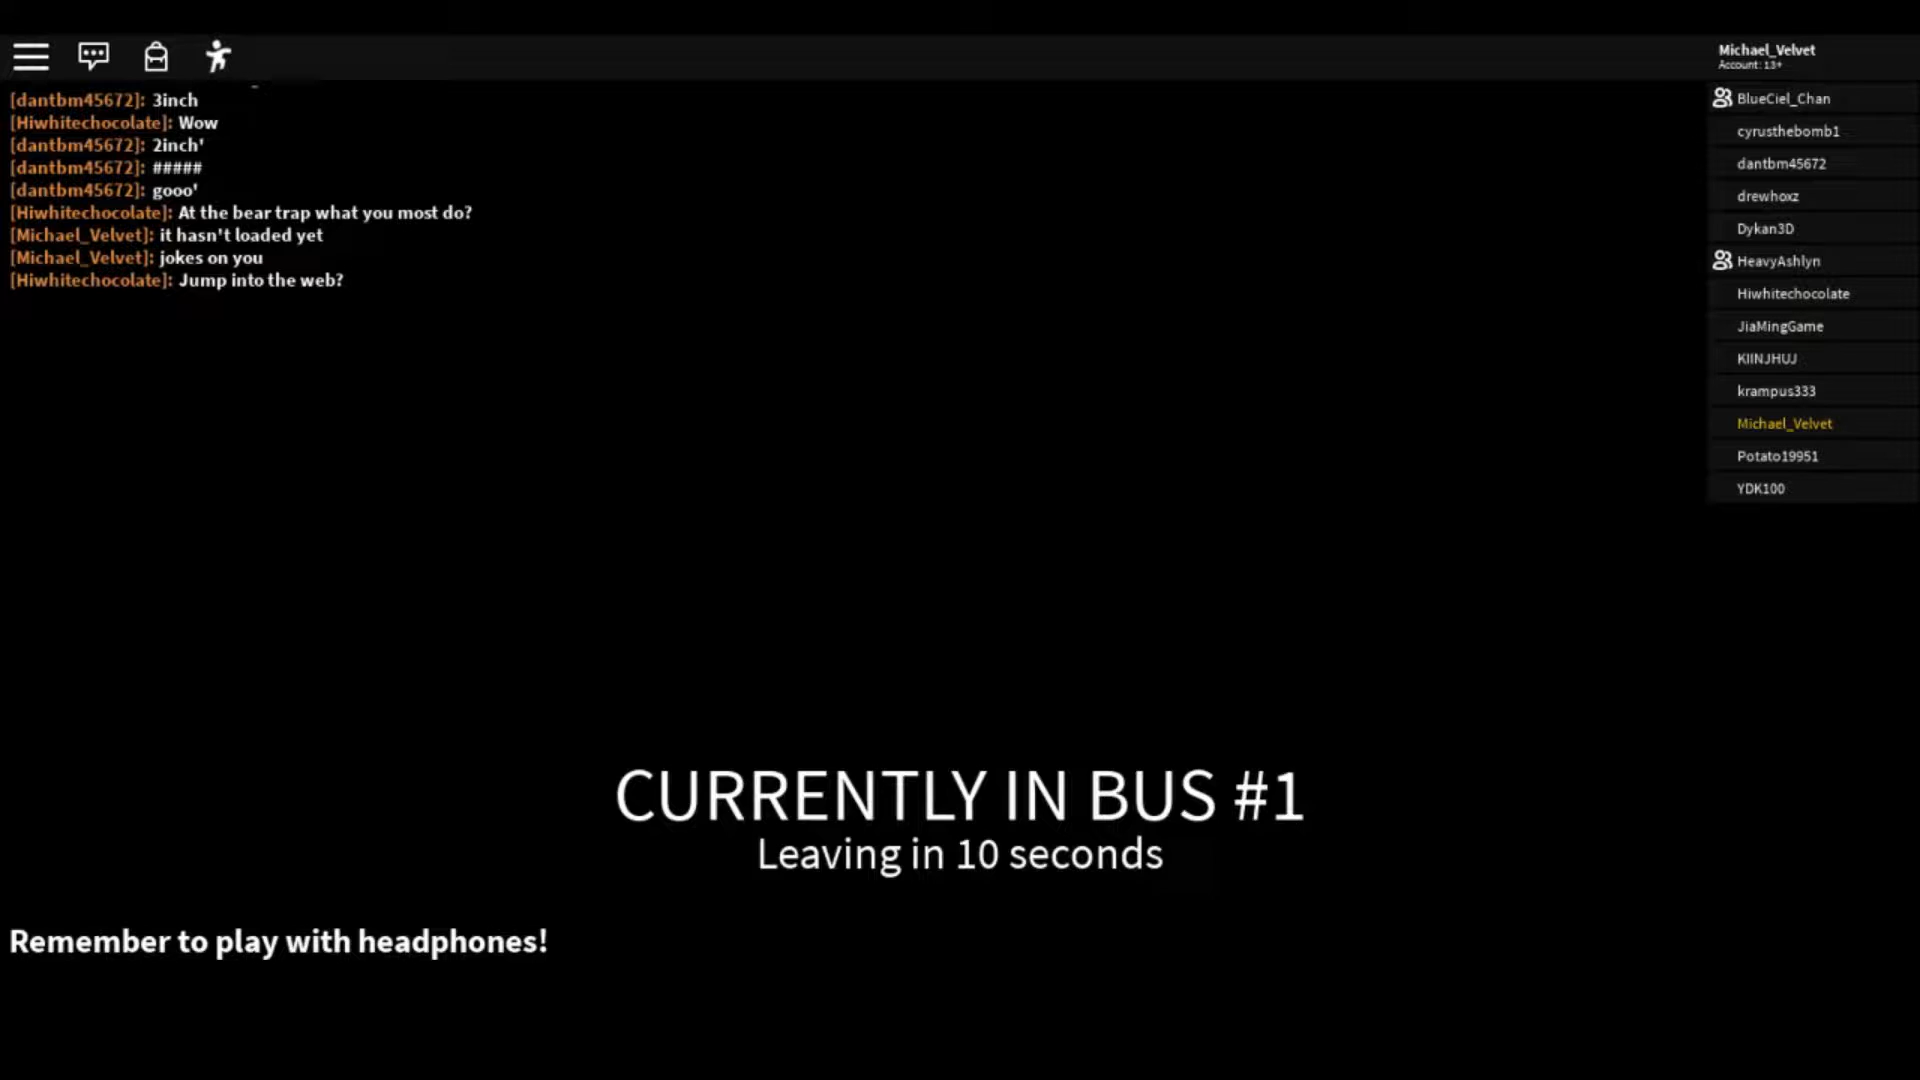 Michael_Velvet
Account: 13+
[dantbm45672]: 3inch
[Hiwhitechocolate]: Wow
[dantbm45672]: 2inch'
[dantbm45672]: #####
[dantbm45672]: gooo'
[Hiwhitechocolate]: At the bear trap what you most do?
[Michael_Velvet]: it hasn't loaded yet
[Michael_Velvet]: jokes on you
[Hiwhitechocolate]: Jump into the web?
BlueCiel_Chan
cyrusthebomb1
dantbm45672
drewhoxz
Dykan3D
HeavyAshlyn
Hiwhitechocolate
JiaMingGame
KIINJHUJ
krampus333
Michael_Velvet
Potato19951
YDK100
CURRENTLY IN BUS #1
Leaving in 10 seconds
Remember to play with headphones!